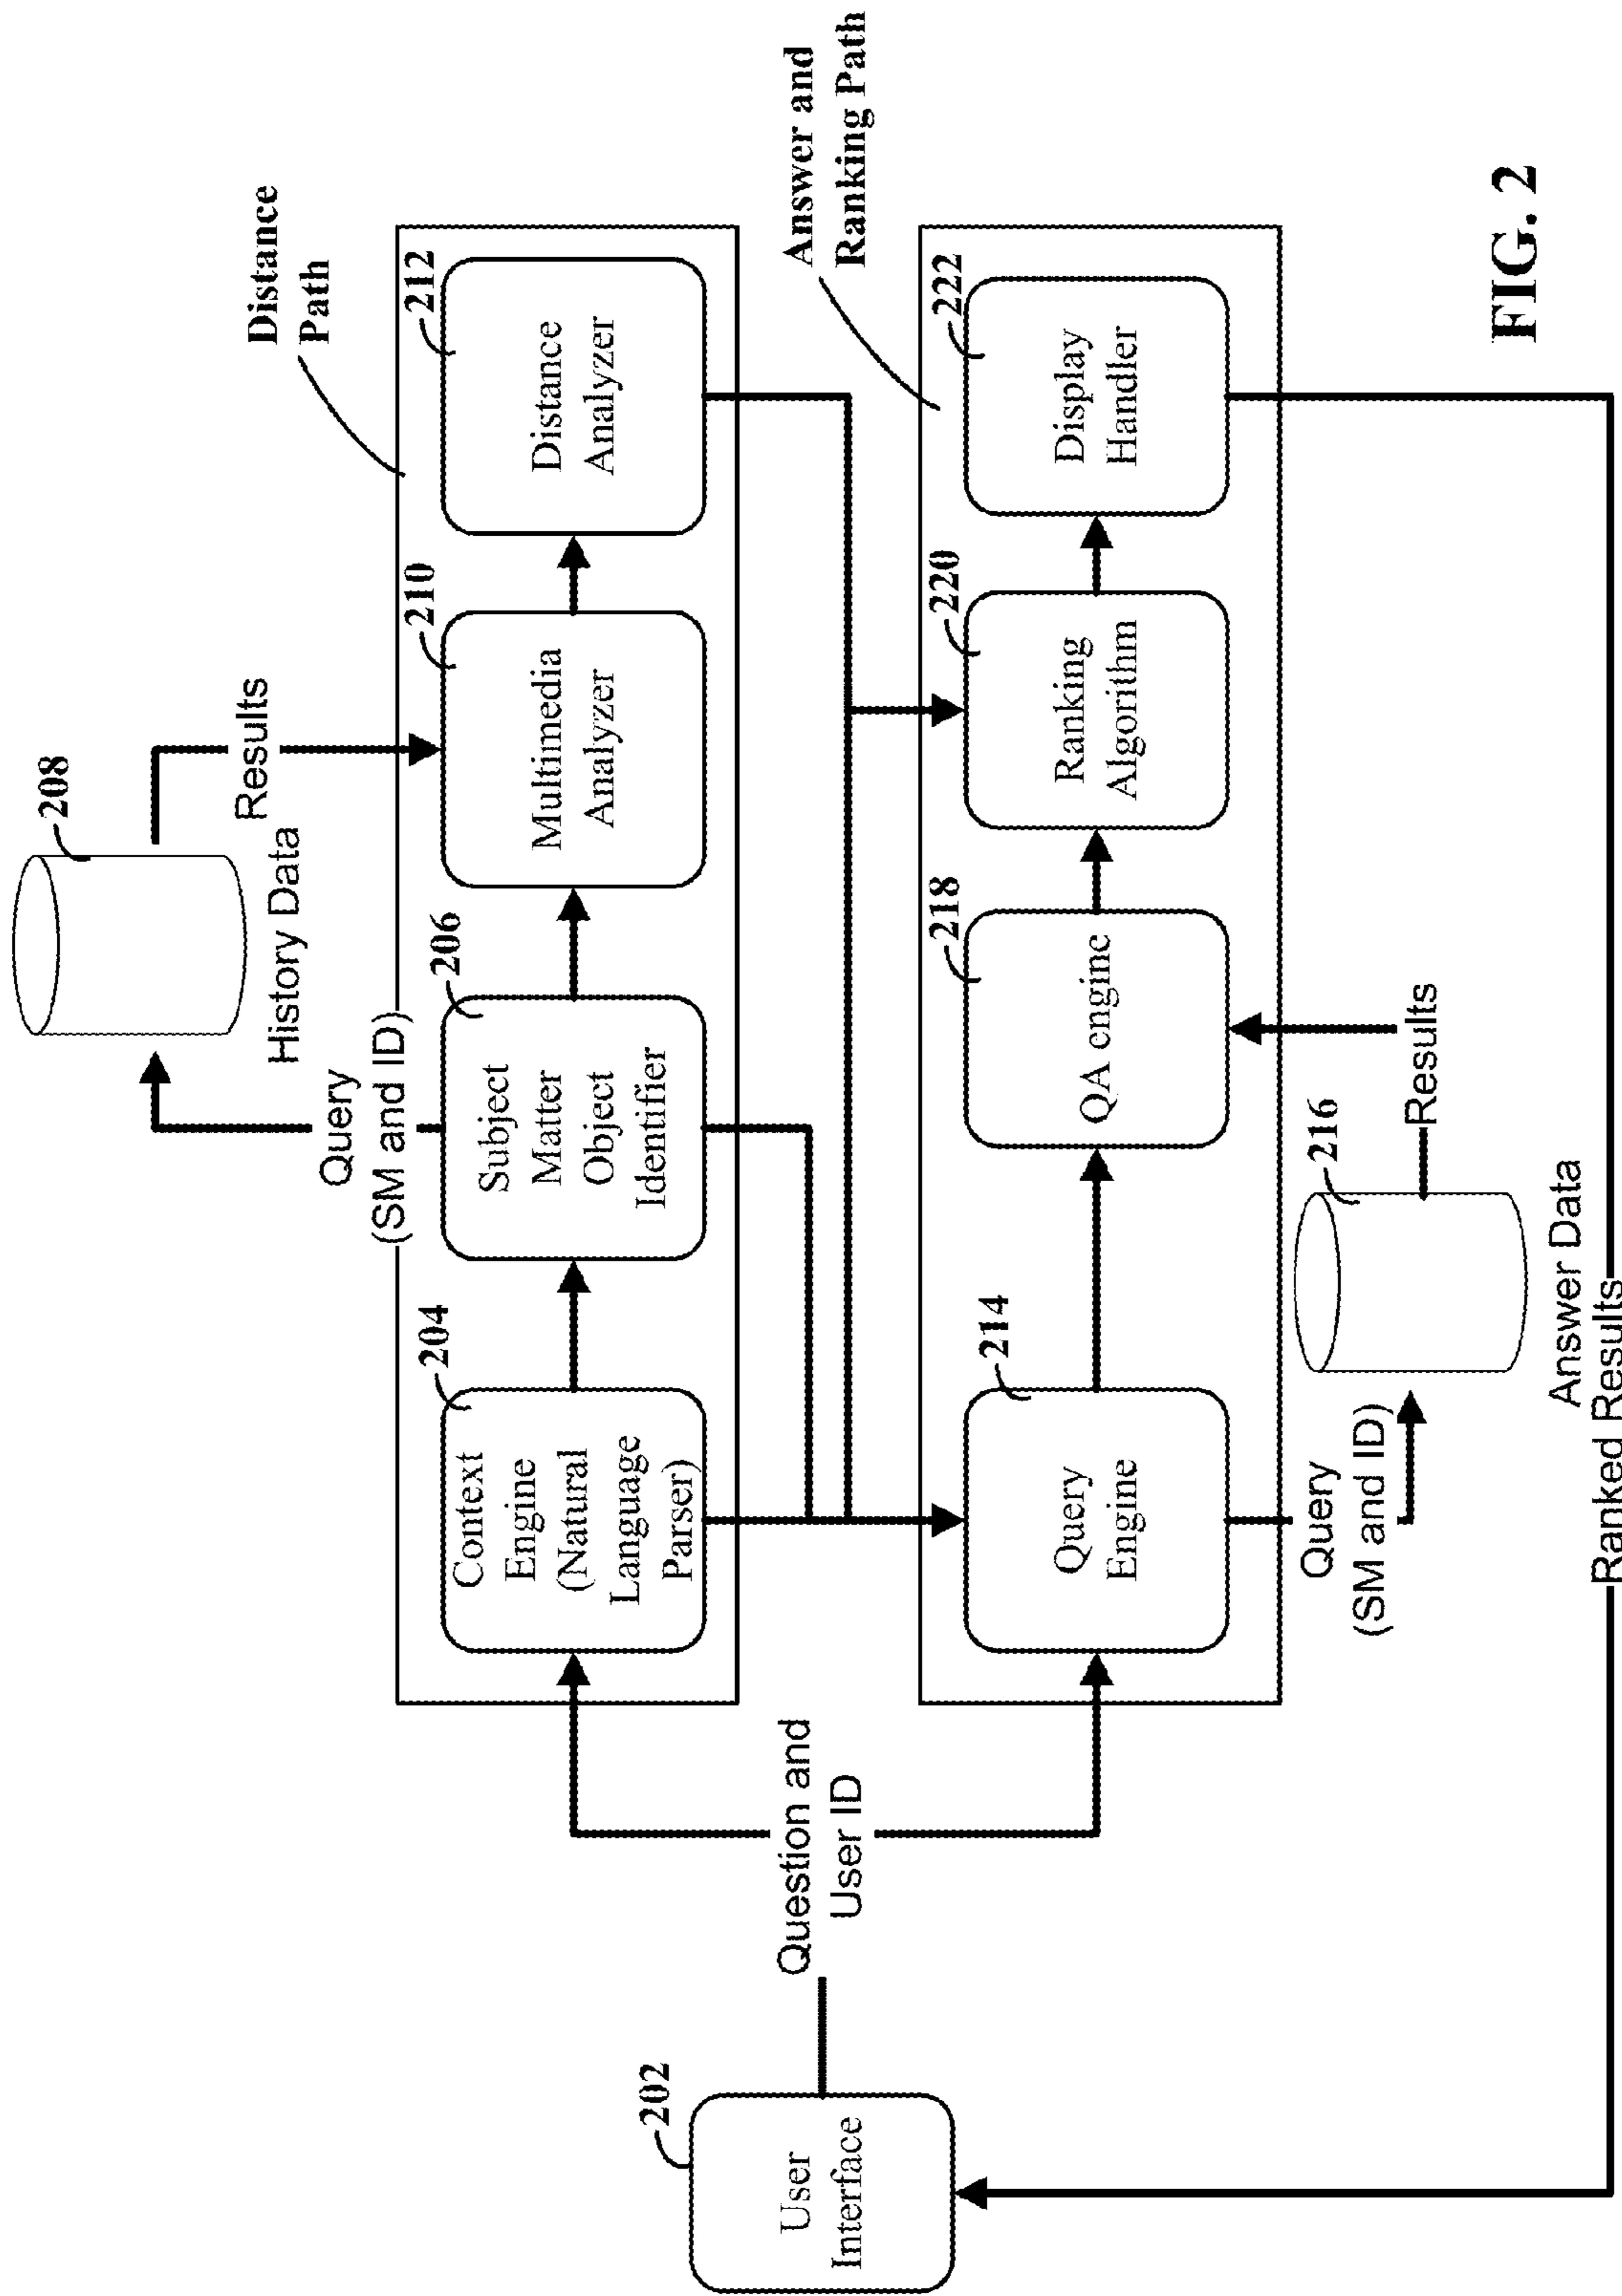 Distance
Path
Answer and
Ranking Path
208
History Data
Query
(SM and ID)
Results
204
Context
Engine
(Natural
Language
Parser)
206
Subject
Matter
Object
Identifier
210
Multimedia
Analyzer
212
Distance
Analyzer
202
User
Interface
Question and
User ID
214
Query
Engine
218
QA engine
220
Ranking
Algorithm
222
Display
Handler
Query
(SM and ID)
216
Results
Answer Data
Ranked Results
FIG. 2